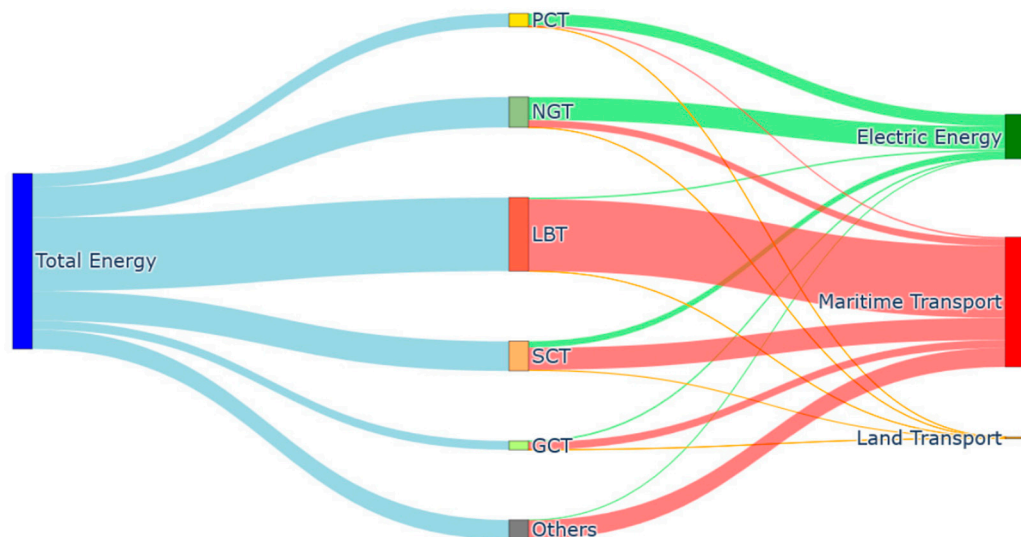 PCT
NGT
Electric Energy
LBT
Total Energy
Maritime Transport
SCT
GCT
Land Transport
Others